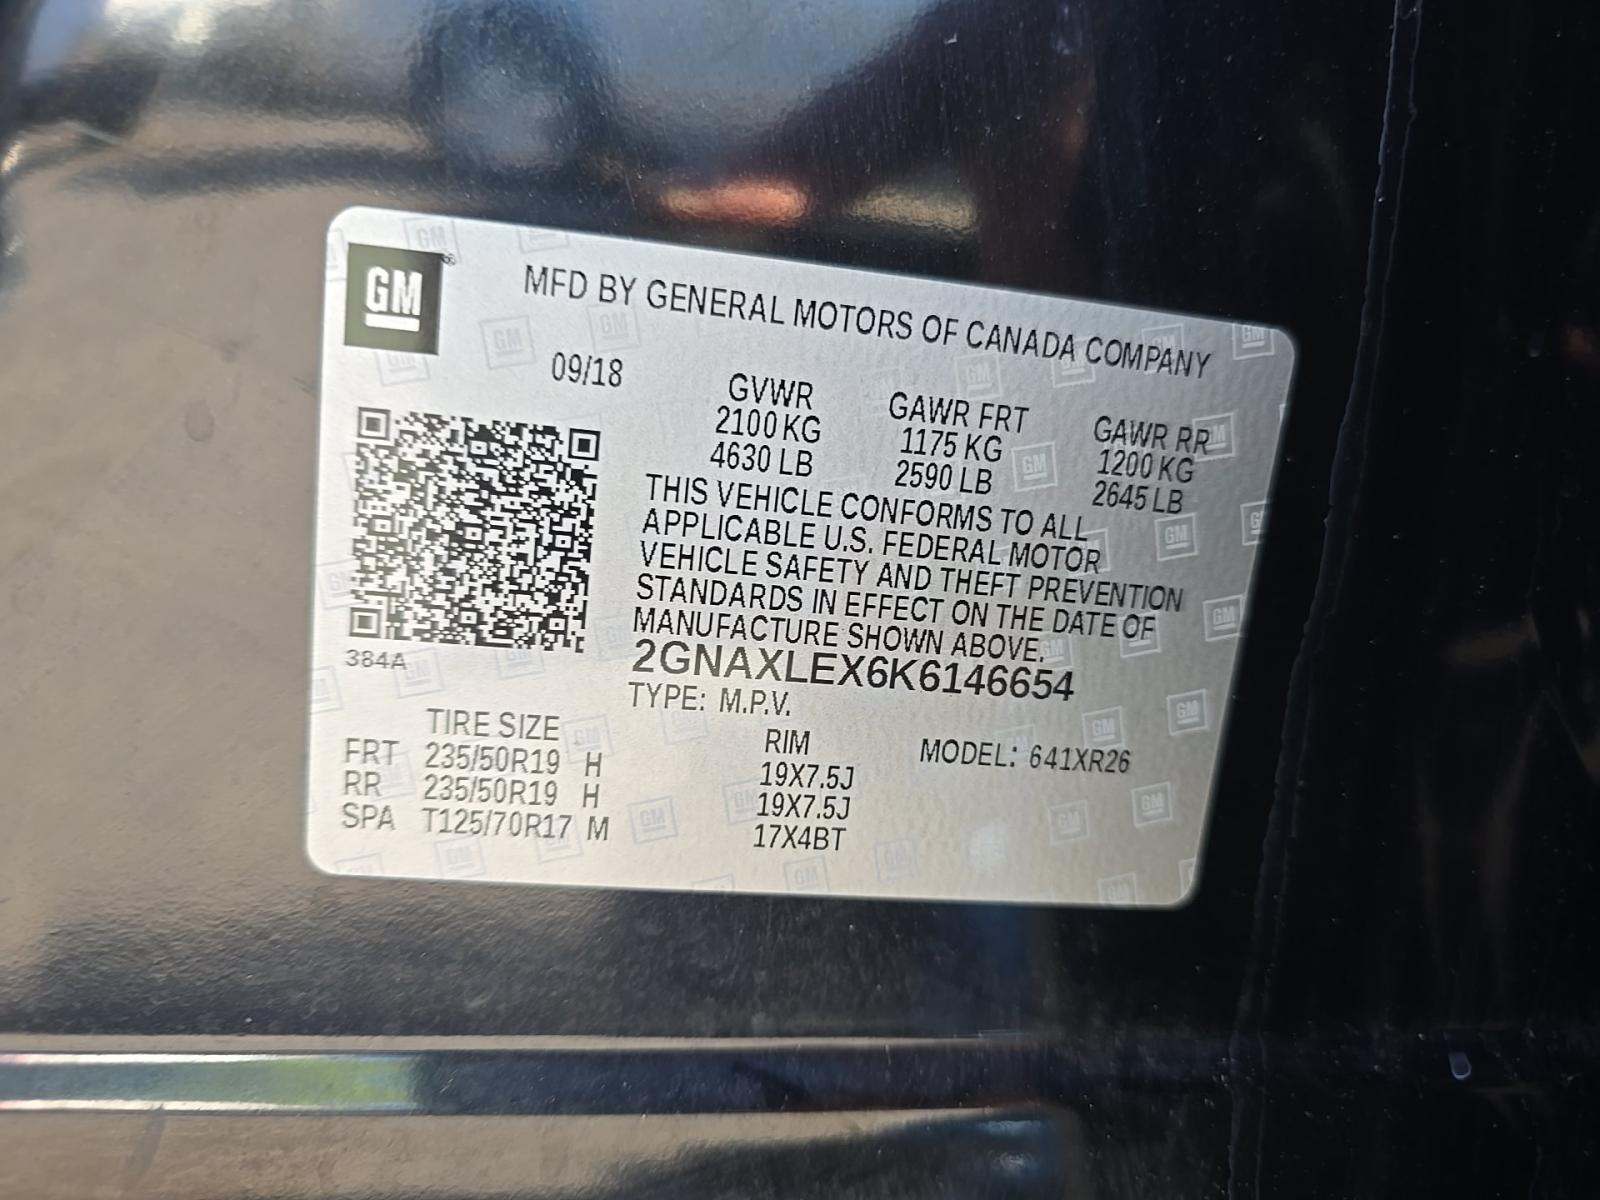 GM
MFD BY GENERAL MOTORS OF CANADA COMPANY
09/18
GVWR GAWR FRT GAWR RR
2100 KG 1175 KG 1200 KG
4630 LB 2590 LB 2645 LB
THIS VEHICLE CONFORMS TO ALL
APPLICABLE U.S. FEDERAL MOTOR
VEHICLE SAFETY AND THEFT PREVENTION
STANDARDS IN EFFECT ON THE DATE OF
MANUFACTURE SHOWN ABOVE.
2GNAXLEX6K6146654
384A
TYPE: M.P.V.
TIRE SIZE RIM MODEL: 641XR26
FRT 235/50R19 H 19X7.5J
RR 235/50R19 H 19X7.5J
SPA T125/70R17 M 17X4BT